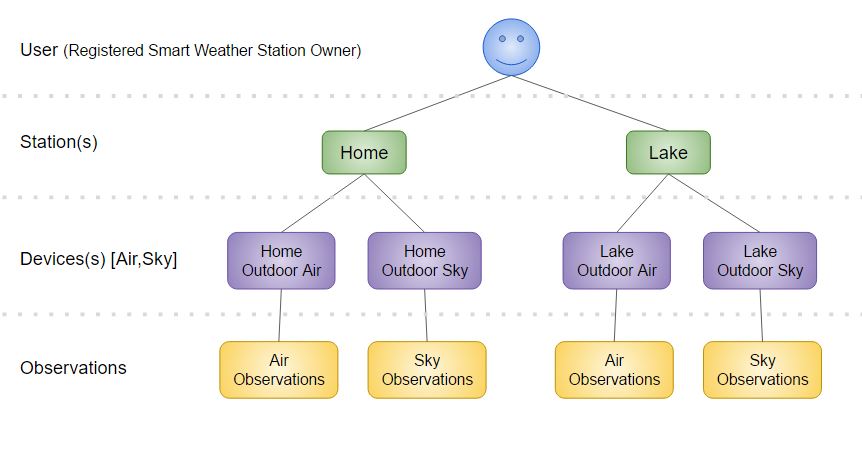 User (Registered Smart Weather Station Owner)
Station(s)
Home
Lake
Devices(s) [Air,Sky]
Home
Outdoor Air
Home
Outdoor Sky
Lake
Outdoor Air
Lake
Outdoor Sky
Observations
Air
Observations
Sky
Observations
Air
Observations
Sky
Observations